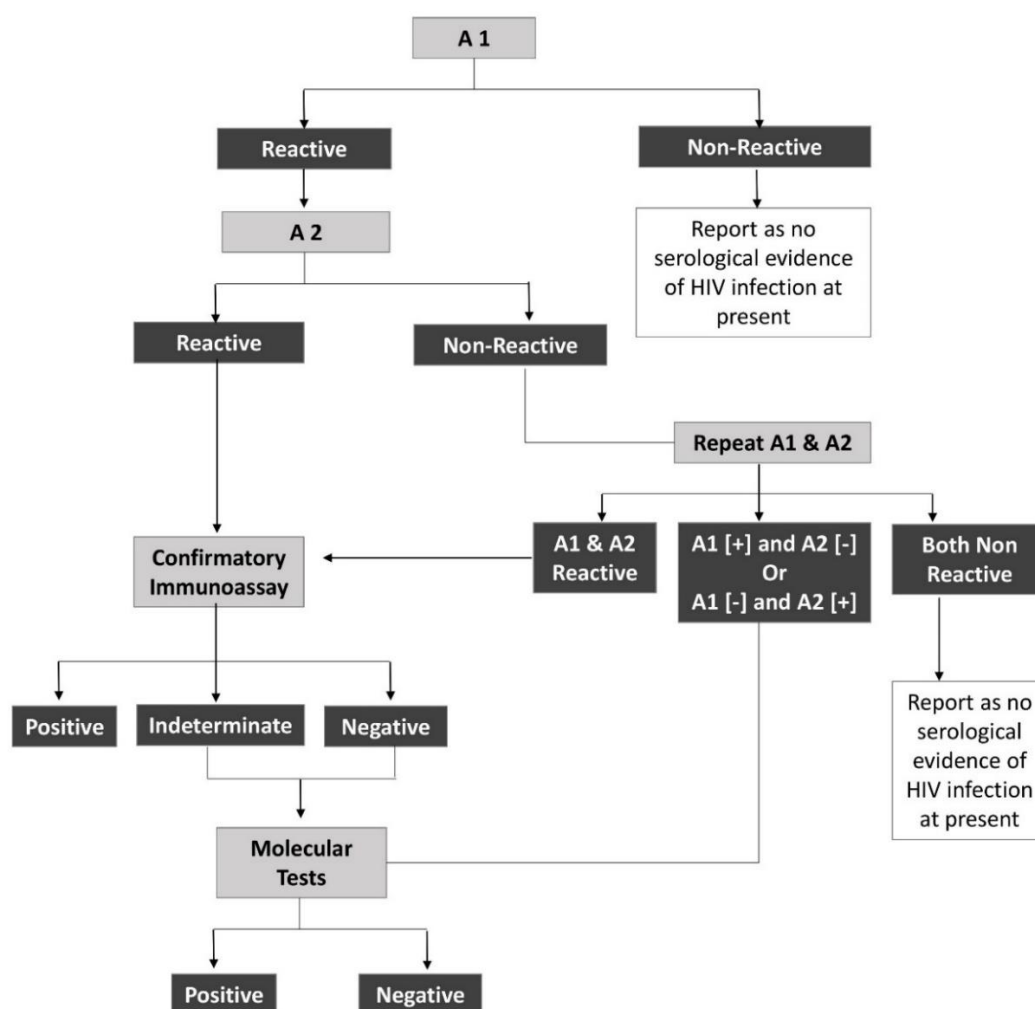 A 1
Reactive
Non-Reactive
A 2
Report as no
serological evidence
of HIV infection at
present
Reactive
Non-Reactive
Repeat A1 & A2
Confirmatory
Immunoassay
A1 & A2
Reactive
A1 [+] and A2 [-]
Or
A1 [-] and A2 [+]
Both Non
Reactive
Positive
Indeterminate
Negative
Report as no
serological
evidence of
HIV infection
at present
Molecular
Tests
Positive
Negative